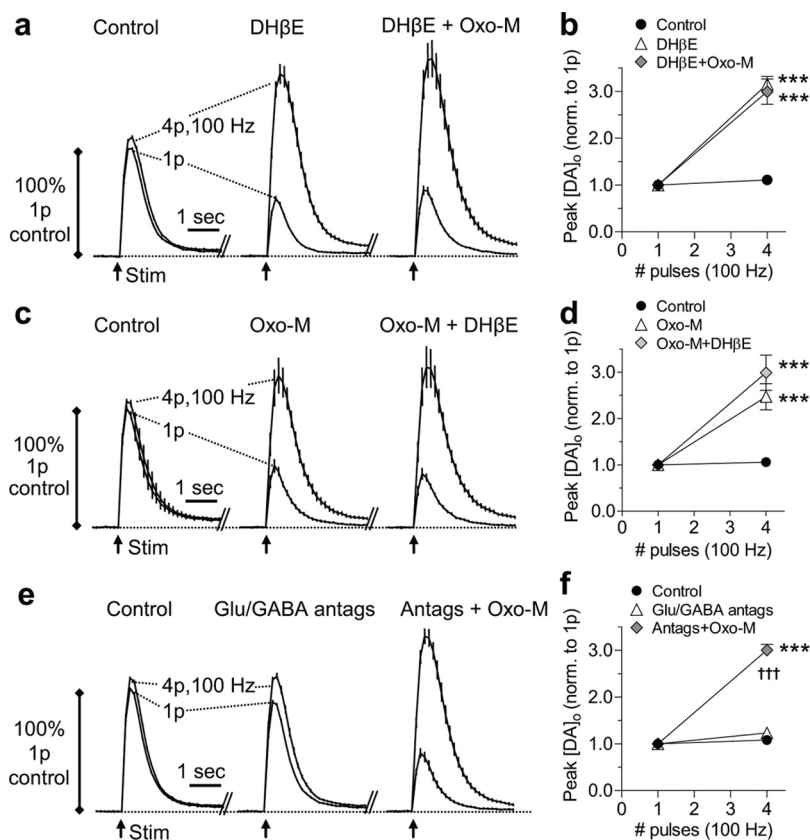 a
Control
DHβE
DHβE + Oxo-M
4p,100 Hz
1p
100%
1p
control
1 sec
Stim
b
Control
DHβE
DHβE+Oxo-M
Peak [DA]o (norm. to 1p)
3.0
2.0
1.0
0.0
***
***
0 1 2 3 4
# pulses (100 Hz)
c
Control
Oxo-M
Oxo-M + DHβE
4p,100 Hz
1p
100%
1p
control
1 sec
Stim
d
Control
Oxo-M
Oxo-M+DHβE
Peak [DA]o (norm. to 1p)
3.0
2.0
1.0
0.0
***
***
0 1 2 3 4
# pulses (100 Hz)
e
Control
Glu/GABA antags
Antags + Oxo-M
4p,100 Hz
1p
100%
1p
control
1 sec
Stim
f
Control
Glu/GABA antags
Antags+Oxo-M
Peak [DA]o (norm. to 1p)
3.0
2.0
1.0
0.0
***
†††
0 1 2 3 4
# pulses (100 Hz)